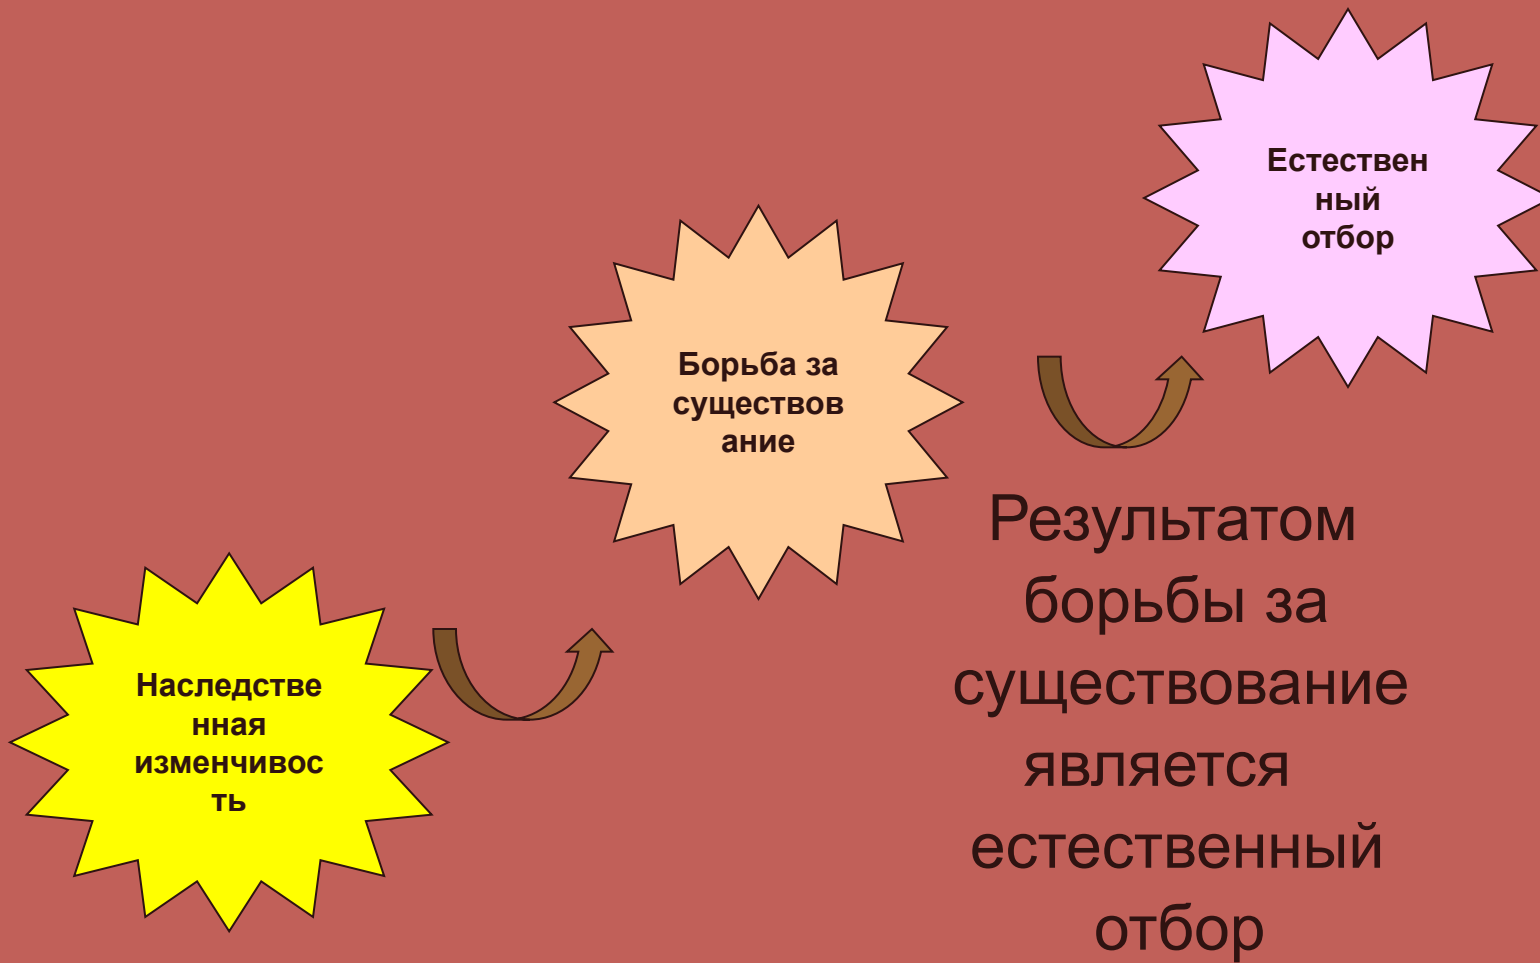 Естествен
ный
отбор
Борьба за
существов
ание
Наследстве
нная
изменчивос
ть
Результатом
борьбы за
существование
является
естественный
отбор